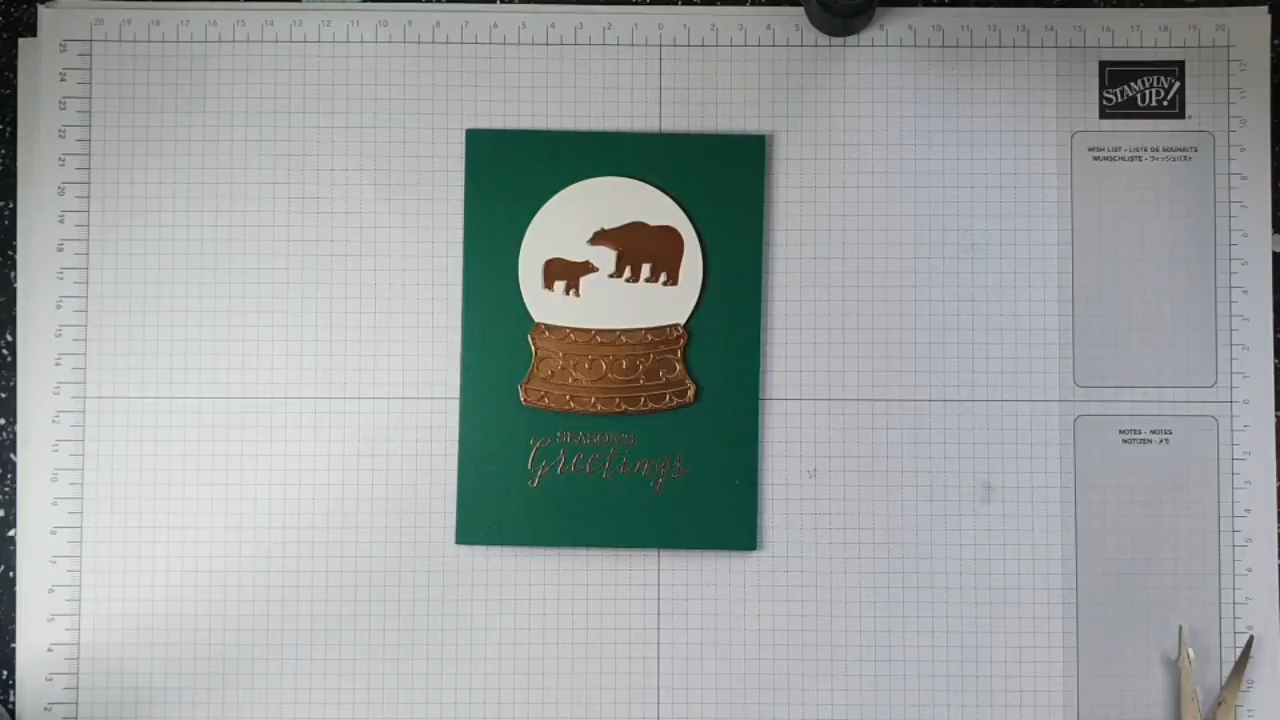 STAMPIN'
UP!
WISH LIST - LISTE DE SOUHAITS
WUNSCHLISTE - ウィッシュリスト
SEASON'S
Greetings
NOTES - NOTES
NOTIZEN - メモ